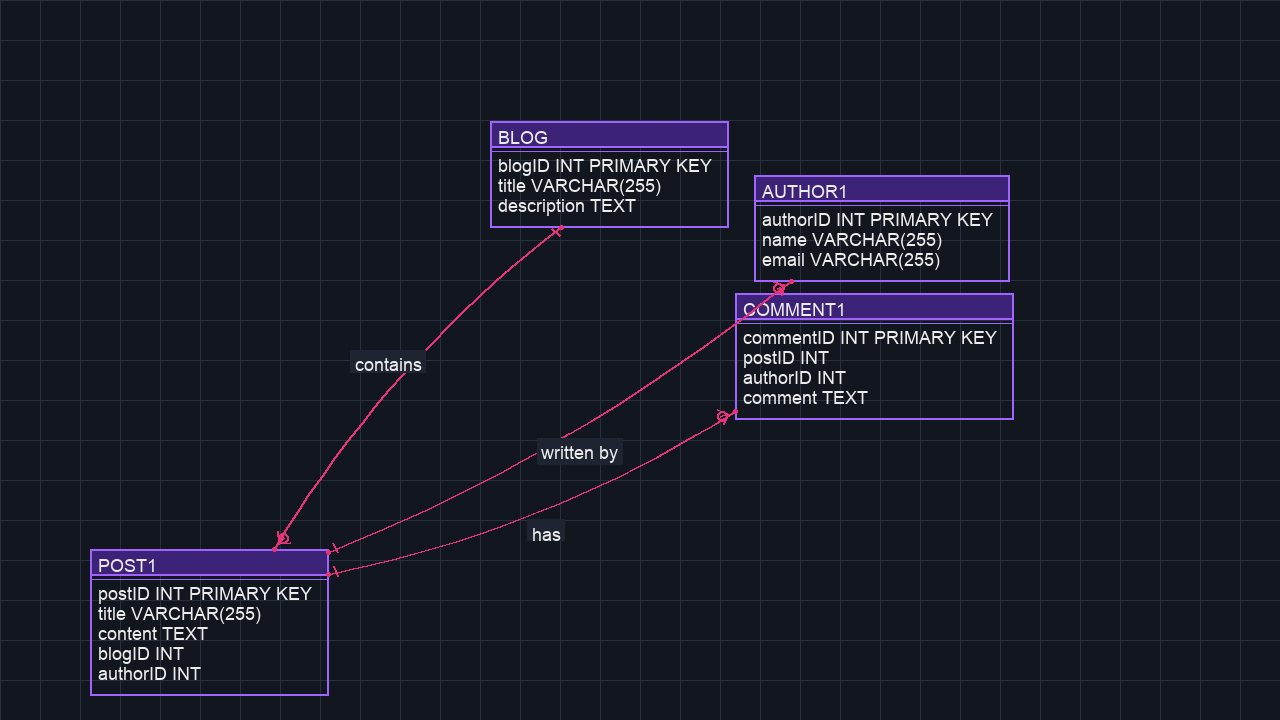 BLOG
blogID INT PRIMARY KEY
title VARCHAR(255)
description TEXT
AUTHOR1
authorID INT PRIMARY KEY
name VARCHAR(255)
email VARCHAR(255)
COMMENT1
commentID INT PRIMARY KEY
postID INT
authorID INT
comment TEXT
contains
written by
has
POST1
postID INT PRIMARY KEY
title VARCHAR(255)
content TEXT
blogID INT
authorID INT